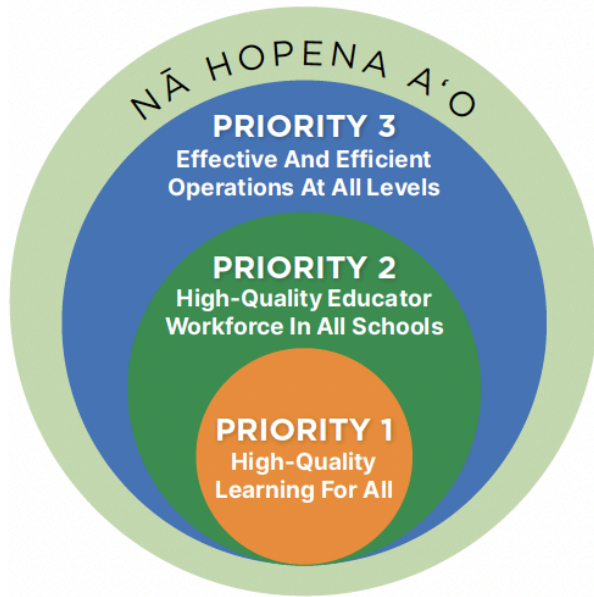 NĀ HOPENA AʻO
PRIORITY 3
Effective And Efficient
Operations At All Levels
PRIORITY 2
High-Quality Educator
Workforce In All Schools
PRIORITY 1
High-Quality
Learning For All